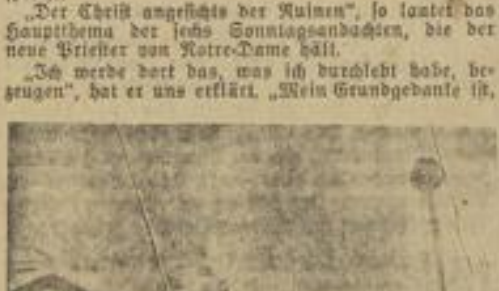 „Der Christ angesichts der Ruinen“, so lautet das
Hauptthema der sechs Sonntagsandachten, die der
neue Priester von Notre-Dame hält.
„Ich werde dort das, was ich durchlebt habe, be-
zeugen“, hat er uns erklärt. „Mein Grundgedanke ist,